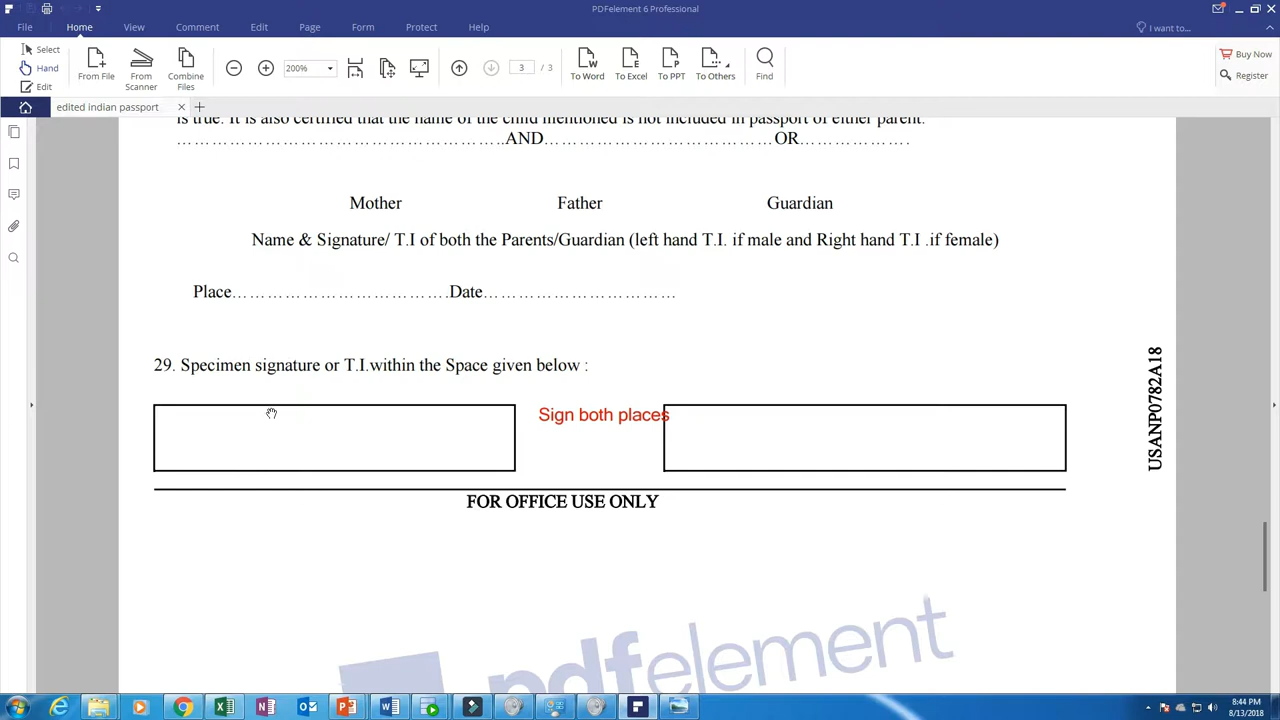 PDFelement 6 Professional
File Home View Comment Edit Page Form Protect Help I want to...
Select
Hand
Edit
From File
From Scanner
Combine Files
200%
3 / 3
To Word
To Excel
To PPT
To Others
Find
Buy Now
Register
edited indian passport
is true. It is also certified that the name of the child mentioned is not included in passport of either parent.
………………………………………………..AND…………………………………OR……………….
Mother Father Guardian
Name & Signature/ T.I of both the Parents/Guardian (left hand T.I. if male and Right hand T.I .if female)
Place……………………………….Date……………………………
29. Specimen signature or T.I.within the Space given below :
Sign both places
FOR OFFICE USE ONLY
USANP0782A18
pdfelement
8:44 PM
8/13/2018